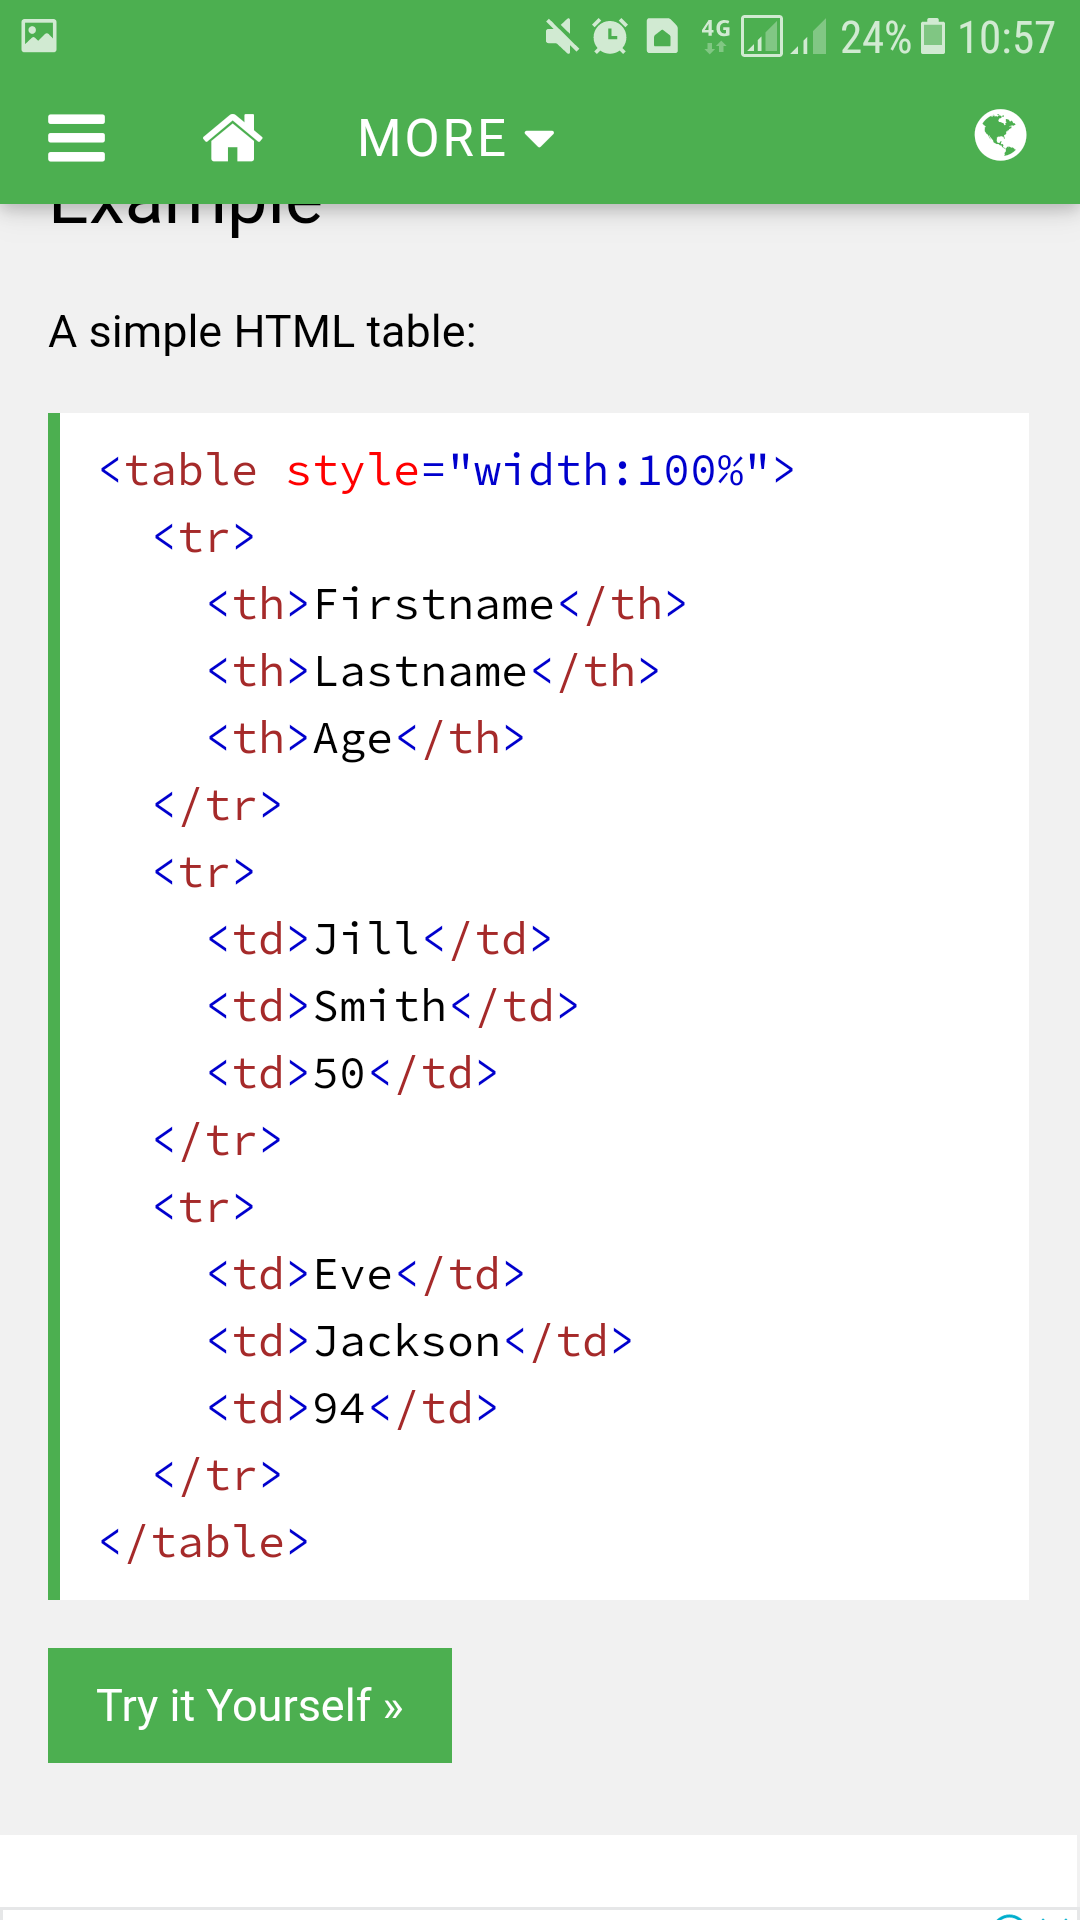 4G 24% 10:57
MORE
Example
A simple HTML table:
<table style="width:100%">
  <tr>
    <th>Firstname</th>
    <th>Lastname</th>
    <th>Age</th>
  </tr>
  <tr>
    <td>Jill</td>
    <td>Smith</td>
    <td>50</td>
  </tr>
  <tr>
    <td>Eve</td>
    <td>Jackson</td>
    <td>94</td>
  </tr>
</table>
Try it Yourself »